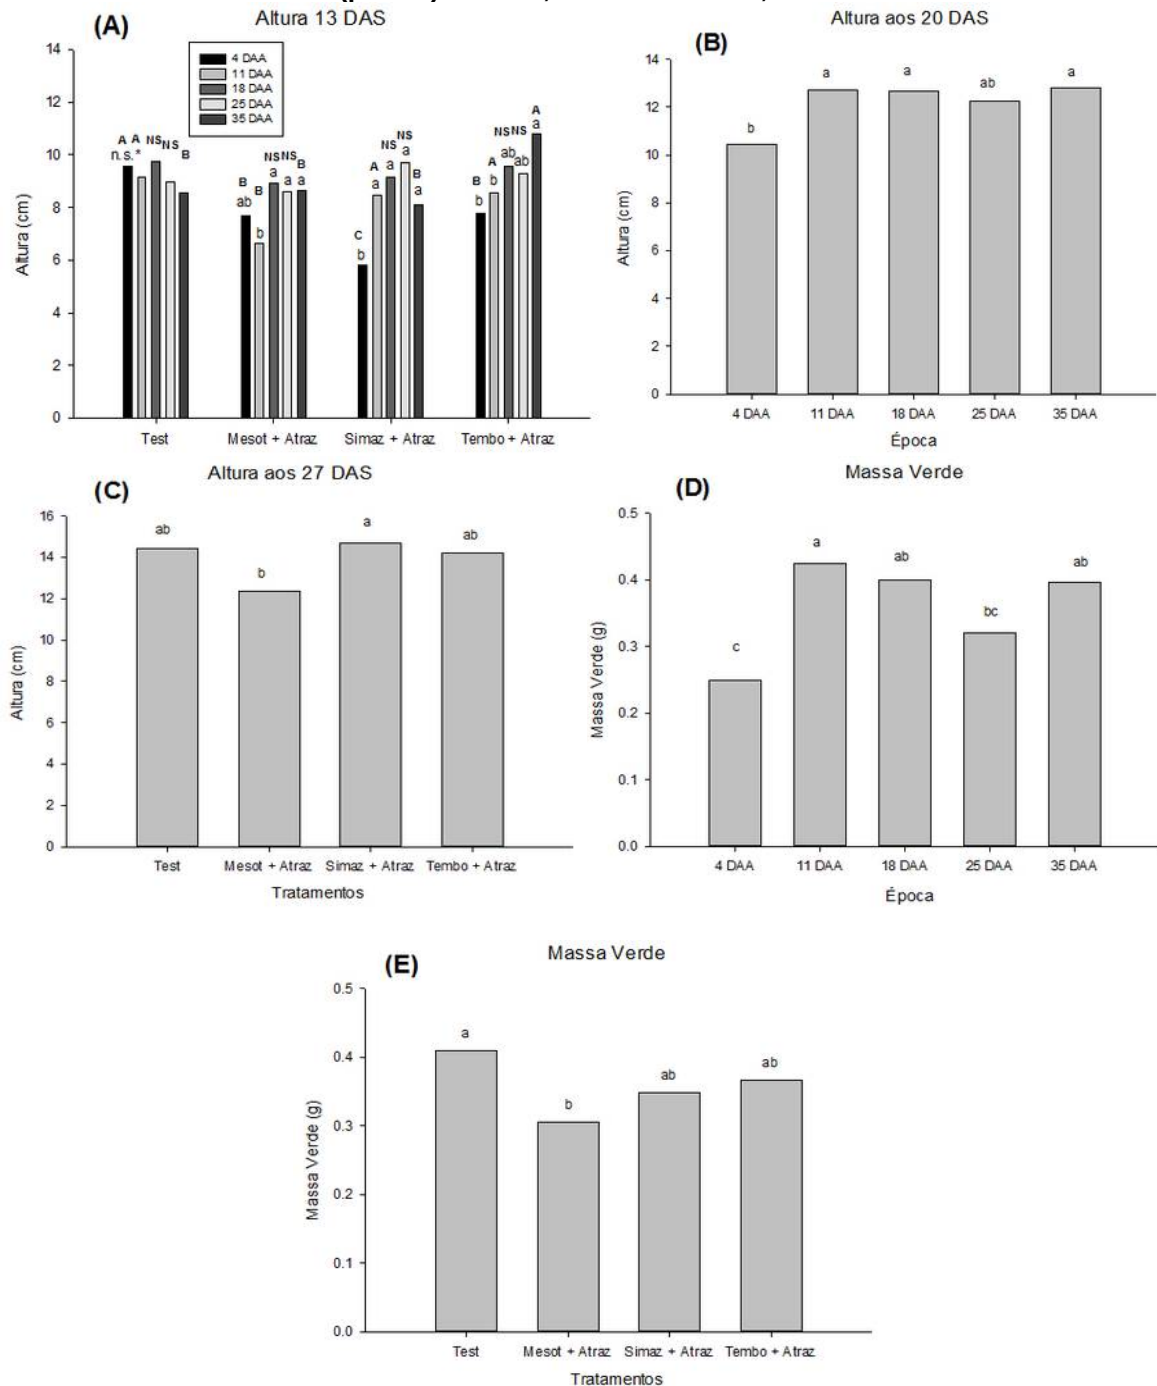 (A)
Altura 13 DAS
4 DAA
11 DAA
18 DAA
25 DAA
35 DAA
14
12
10
8
6
4
2
0
Altura (cm)
A A NS NS B
n.s.*
B B NS NS B
ab b a a a
C A NS NS B
b a a a a
B A NS NS A
b b ab ab a
Test Mesot + Atraz Simaz + Atraz Tembo + Atraz
(B)
Altura aos 20 DAS
14
12
10
8
6
4
2
0
Altura (cm)
b a a ab a
4 DAA 11 DAA 18 DAA 25 DAA 35 DAA
Época
(C)
Altura aos 27 DAS
16
14
12
10
8
6
4
2
0
Altura (cm)
ab b a ab
Test Mesot + Atraz Simaz + Atraz Tembo + Atraz
Tratamentos
(D)
Massa Verde
0.5
0.4
0.3
0.2
0.1
0.0
Massa Verde (g)
c a ab bc ab
4 DAA 11 DAA 18 DAA 25 DAA 35 DAA
Época
(E)
Massa Verde
0.5
0.4
0.3
0.2
0.1
0.0
Massa Verde (g)
a b ab ab
Test Mesot + Atraz Simaz + Atraz Tembo + Atraz
Tratamentos